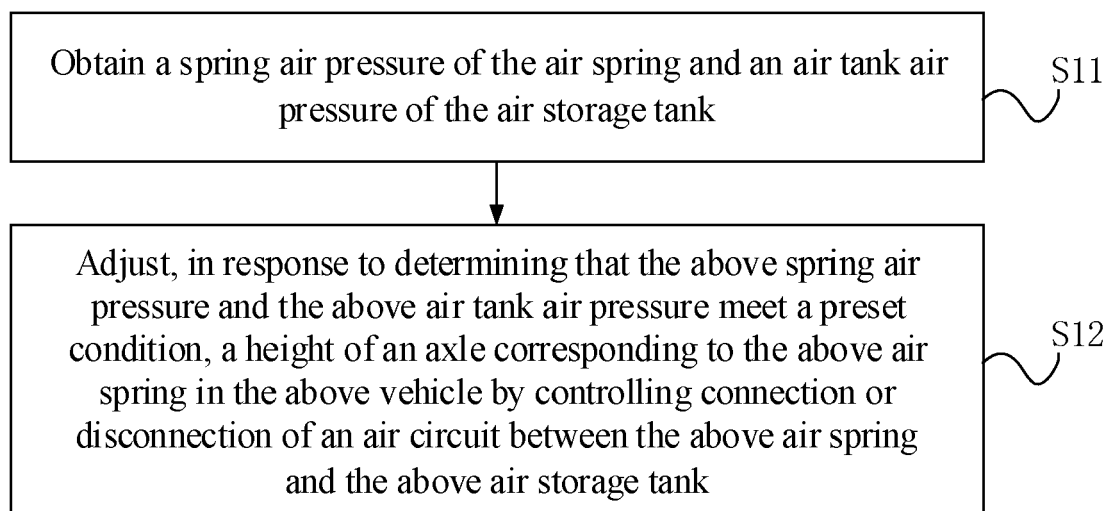 Obtain a spring air pressure of the air spring and an air tank air
pressure of the air storage tank
S11
Adjust, in response to determining that the above spring air
pressure and the above air tank air pressure meet a preset
condition, a height of an axle corresponding to the above air
spring in the above vehicle by controlling connection or
disconnection of an air circuit between the above air spring
and the above air storage tank
S12